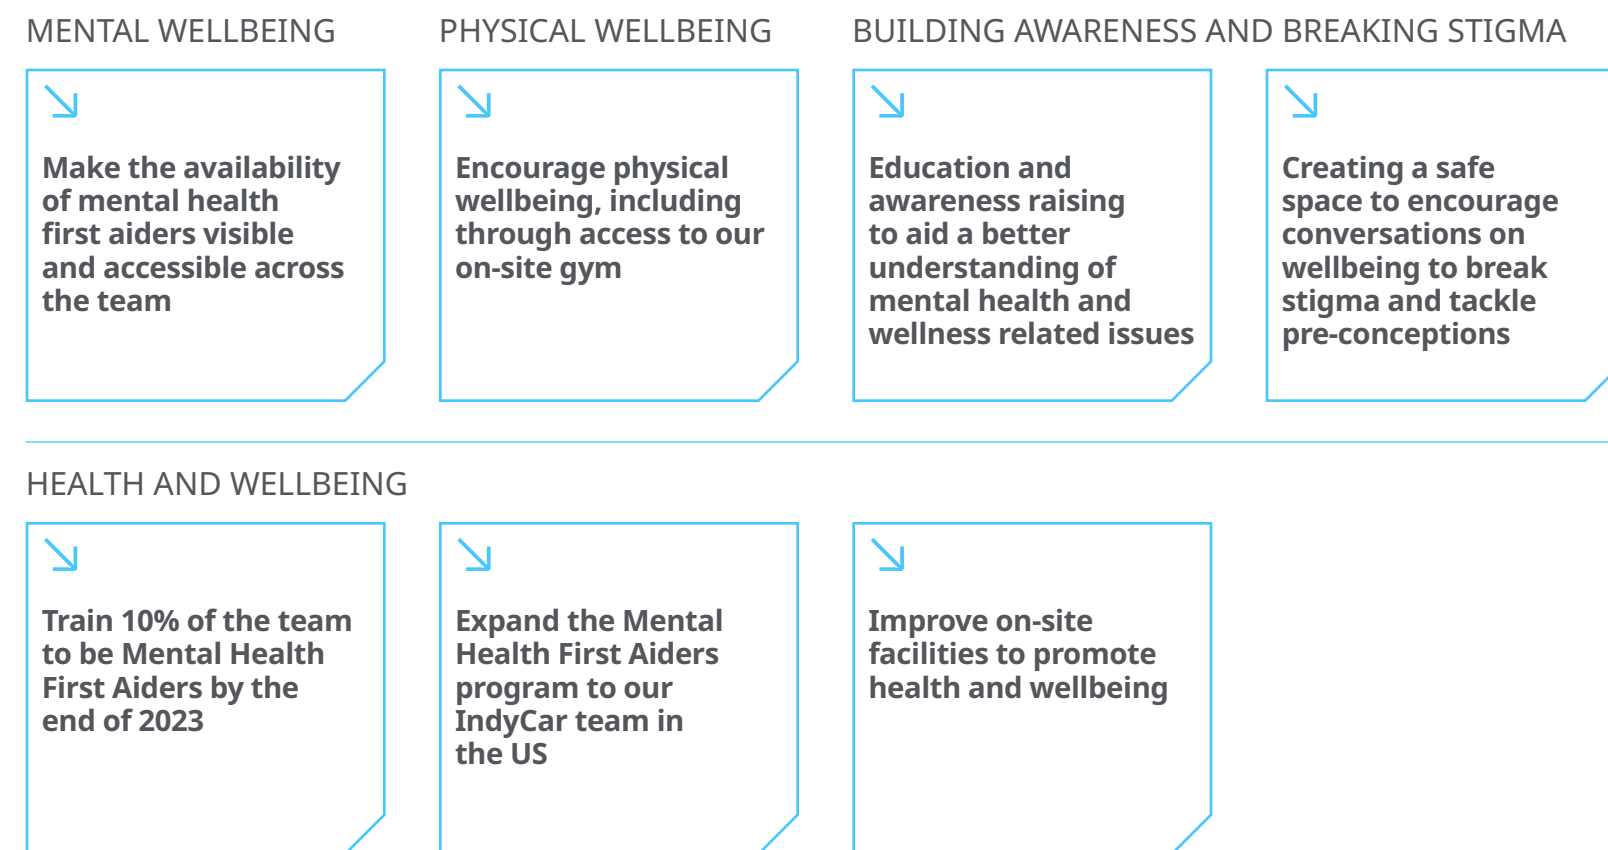 MENTAL WELLBEING
Make the availability
of mental health
first aiders visible
and accessible across
the team
PHYSICAL WELLBEING
Encourage physical
wellbeing, including
through access to our
on-site gym
BUILDING AWARENESS AND BREAKING STIGMA
Education and
awareness raising
to aid a better
understanding of
mental health and
wellness related issues
Creating a safe
space to encourage
conversations on
wellbeing to break
stigma and tackle
pre-conceptions
HEALTH AND WELLBEING
Train 10% of the team
to be Mental Health
First Aiders by the
end of 2023
Expand the Mental
Health First Aiders
program to our
IndyCar team in
the US
Improve on-site
facilities to promote
health and wellbeing